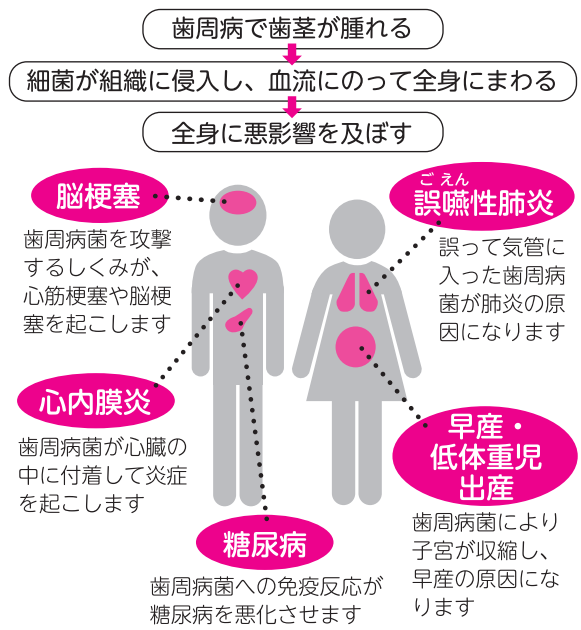 歯周病で歯茎が腫れる
細菌が組織に侵入し、血流にのって全身にまわる
全身に悪影響を及ぼす
脳梗塞
歯周病菌を攻撃
するしくみが、
心筋梗塞や脳梗
塞を起こします
ごえん
誤嚥性肺炎
誤って気管に
入った歯周病
菌が肺炎の原
因になります
心内膜炎
歯周病菌が心臓の
中に付着して炎症
を起こします
早産・
低体重児
出産
歯周病菌により
子宮が収縮し、
早産の原因にな
ります
糖尿病
歯周病菌への免疫反応が
糖尿病を悪化させます